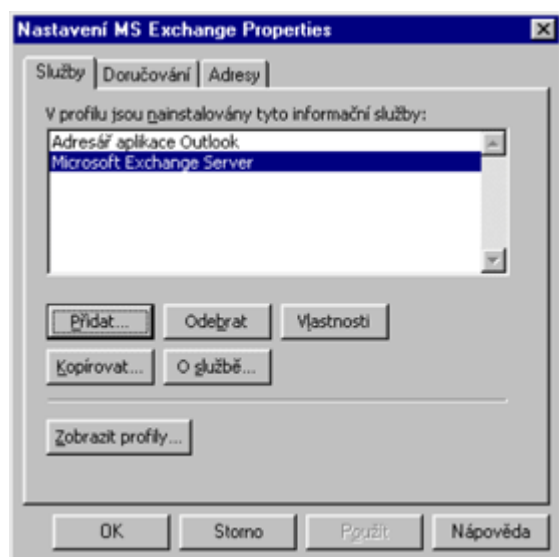 Nastavení MS Exchange Properties
Služby Doručování Adresy
V profilu jsou nainstalovány tyto informační služby:
Adresář aplikace Outlook
Microsoft Exchange Server
Přidat... Odebrat Vlastnosti
Kopírovat... O službě...
Zobrazit profily...
OK Storno Použít Nápověda